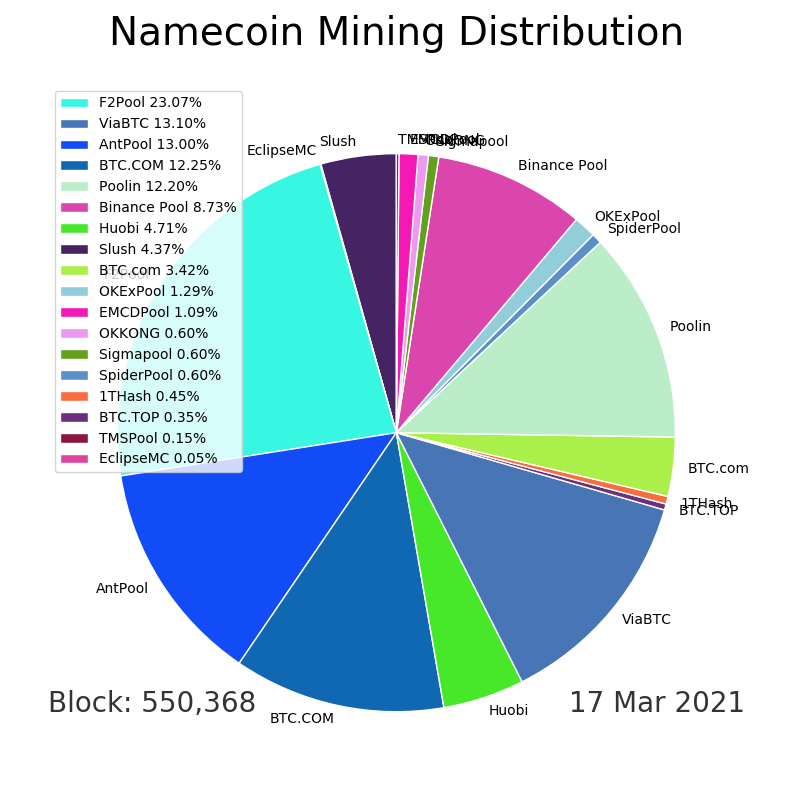 Namecoin Mining Distribution
F2Pool 23.07%
ViaBTC 13.10%
AntPool 13.00%
BTC.COM 12.25%
Poolin 12.20%
Binance Pool 8.73%
Huobi 4.71%
Slush 4.37%
BTC.com 3.42%
OKExPool 1.29%
EMCDPool 1.09%
OKKONG 0.60%
Sigmapool 0.60%
SpiderPool 0.60%
1THash 0.45%
BTC.TOP 0.35%
TMSPool 0.15%
EclipseMC 0.05%
EclipseMC
Slush
Sigmapool
Binance Pool
OKExPool
SpiderPool
Poolin
BTC.com
1THash
BTC.TOP
ViaBTC
Huobi
BTC.COM
AntPool
Block: 550,368
17 Mar 2021